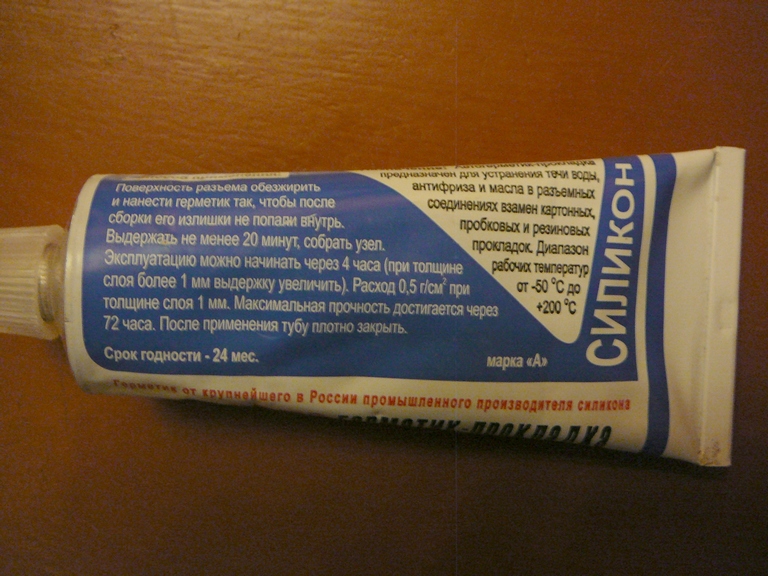 Поверхность разъема обезжирить
и нанести герметик так, чтобы после
сборки его излишки не попали внутрь.
Выдержать не менее 20 минут, собрать узел.
Эксплуатацию можно начинать через 4 часа (при толщине
слоя более 1 мм выдержку увеличить). Расход 0,5 г/см² при
толщине слоя 1 мм. Максимальная прочность достигается через
72 часа. После применения тубу плотно закрыть.
Срок годности - 24 мес.
марка «А»
Автогерметик-прокладка
предназначен для устранения течи воды,
антифриза и масла в разъемных
соединениях взамен картонных,
пробковых и резиновых
прокладок. Диапазон
рабочих температур
от -50 °С до
+200 °С
СИЛИКОН
Герметик от крупнейшего в России промышленного производителя силикона
герметик-прокладка